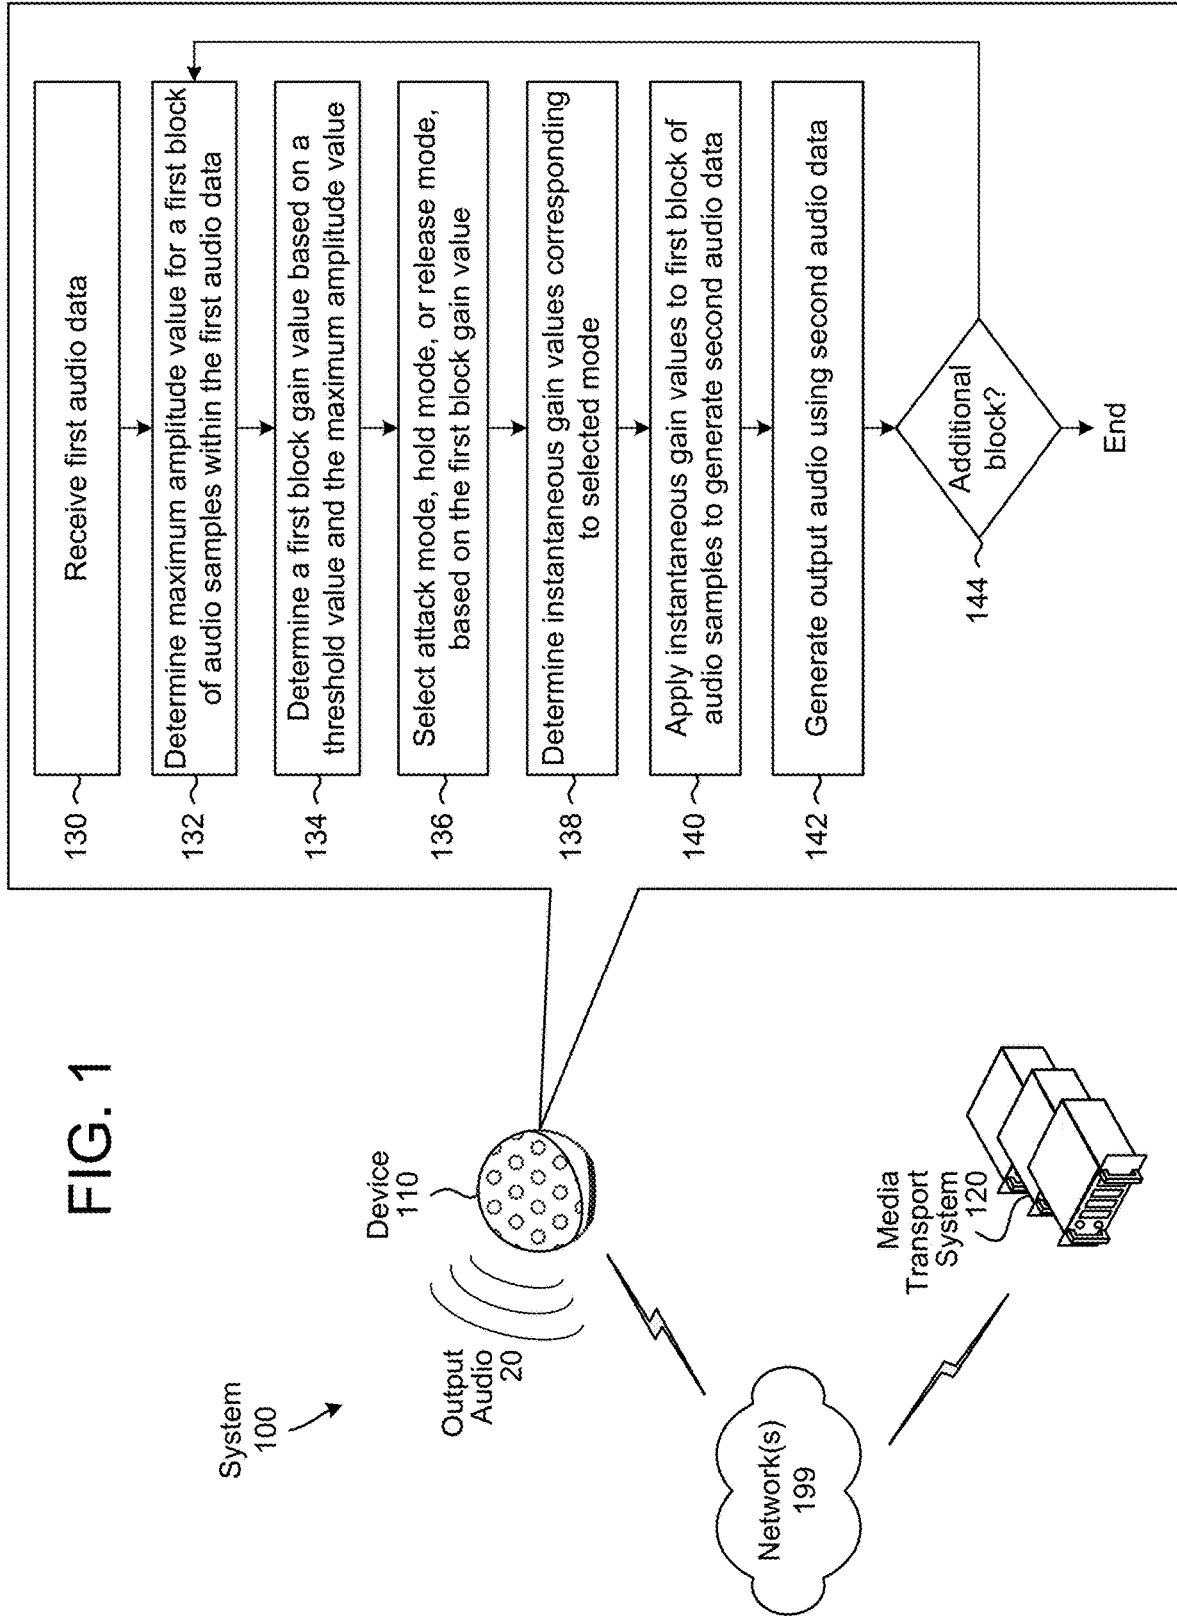 FIG. 1
System
100
Output
Audio
20
Device
110
Network(s)
199
Media
Transport
System
120
130
Receive first audio data
132
Determine maximum amplitude value for a first block
of audio samples within the first audio data
134
Determine a first block gain value based on a
threshold value and the maximum amplitude value
136
Select attack mode, hold mode, or release mode,
based on the first block gain value
138
Determine instantaneous gain values corresponding
to selected mode
140
Apply instantaneous gain values to first block of
audio samples to generate second audio data
142
Generate output audio using second audio data
144
Additional
block?
End